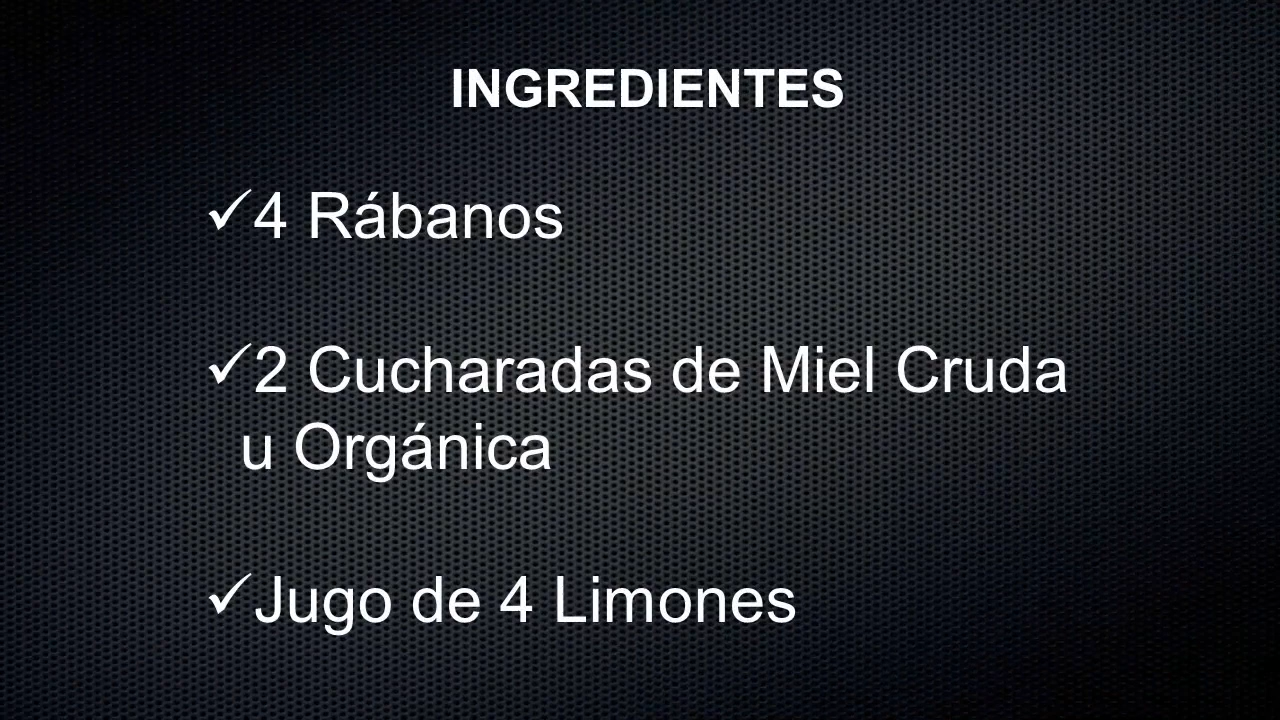 INGREDIENTES
✓4 Rábanos
✓2 Cucharadas de Miel Cruda
u Orgánica
✓Jugo de 4 Limones